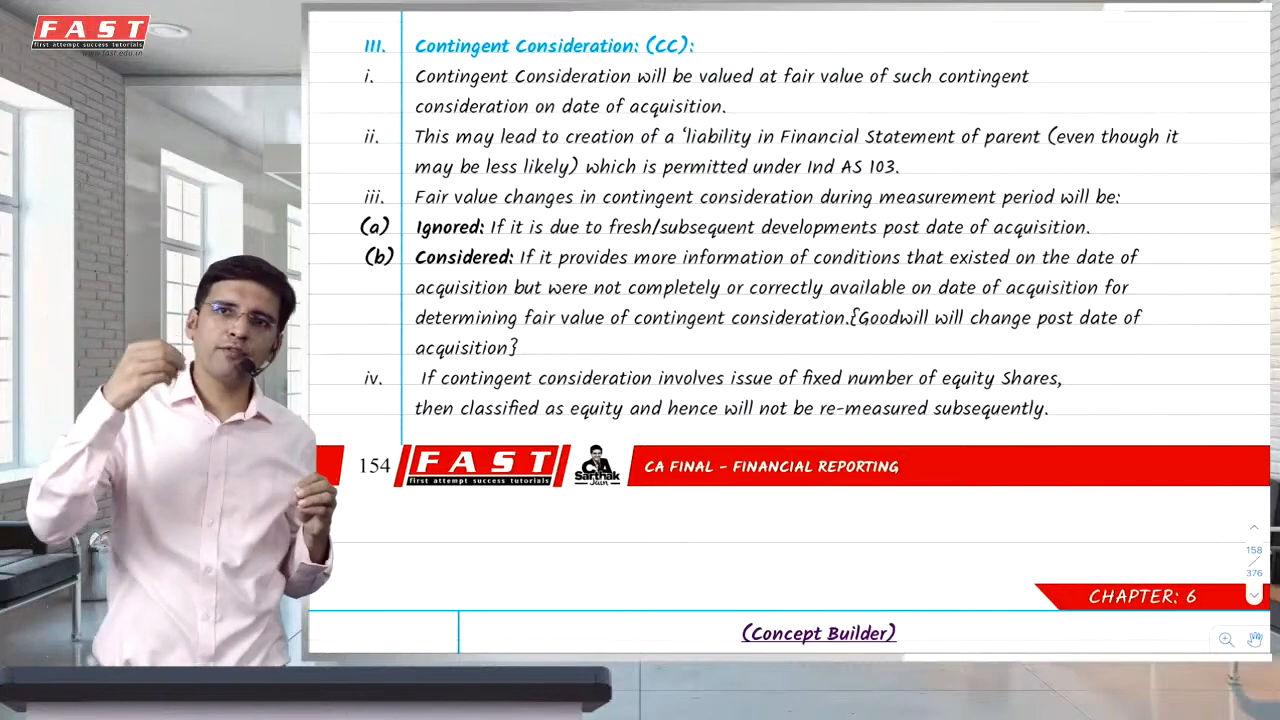 FAST
first attempt success tutorials
www.fast.edu.in
III. Contingent Consideration: (CC):
i. Contingent Consideration will be valued at fair value of such contingent
consideration on date of acquisition.
ii. This may lead to creation of a ‘liability in Financial Statement of parent (even though it
may be less likely) which is permitted under Ind AS 103.
iii. Fair value changes in contingent consideration during measurement period will be:
(a) Ignored: If it is due to fresh/subsequent developments post date of acquisition.
(b) Considered: If it provides more information of conditions that existed on the date of
acquisition but were not completely or correctly available on date of acquisition for
determining fair value of contingent consideration.{Goodwill will change post date of
acquisition}
iv. If contingent consideration involves issue of fixed number of equity Shares,
then classified as equity and hence will not be re-measured subsequently.
154 FAST
first attempt success tutorials
CA
Sarthak
Jain
CA FINAL - FINANCIAL REPORTING
158
376
CHAPTER: 6
(Concept Builder)